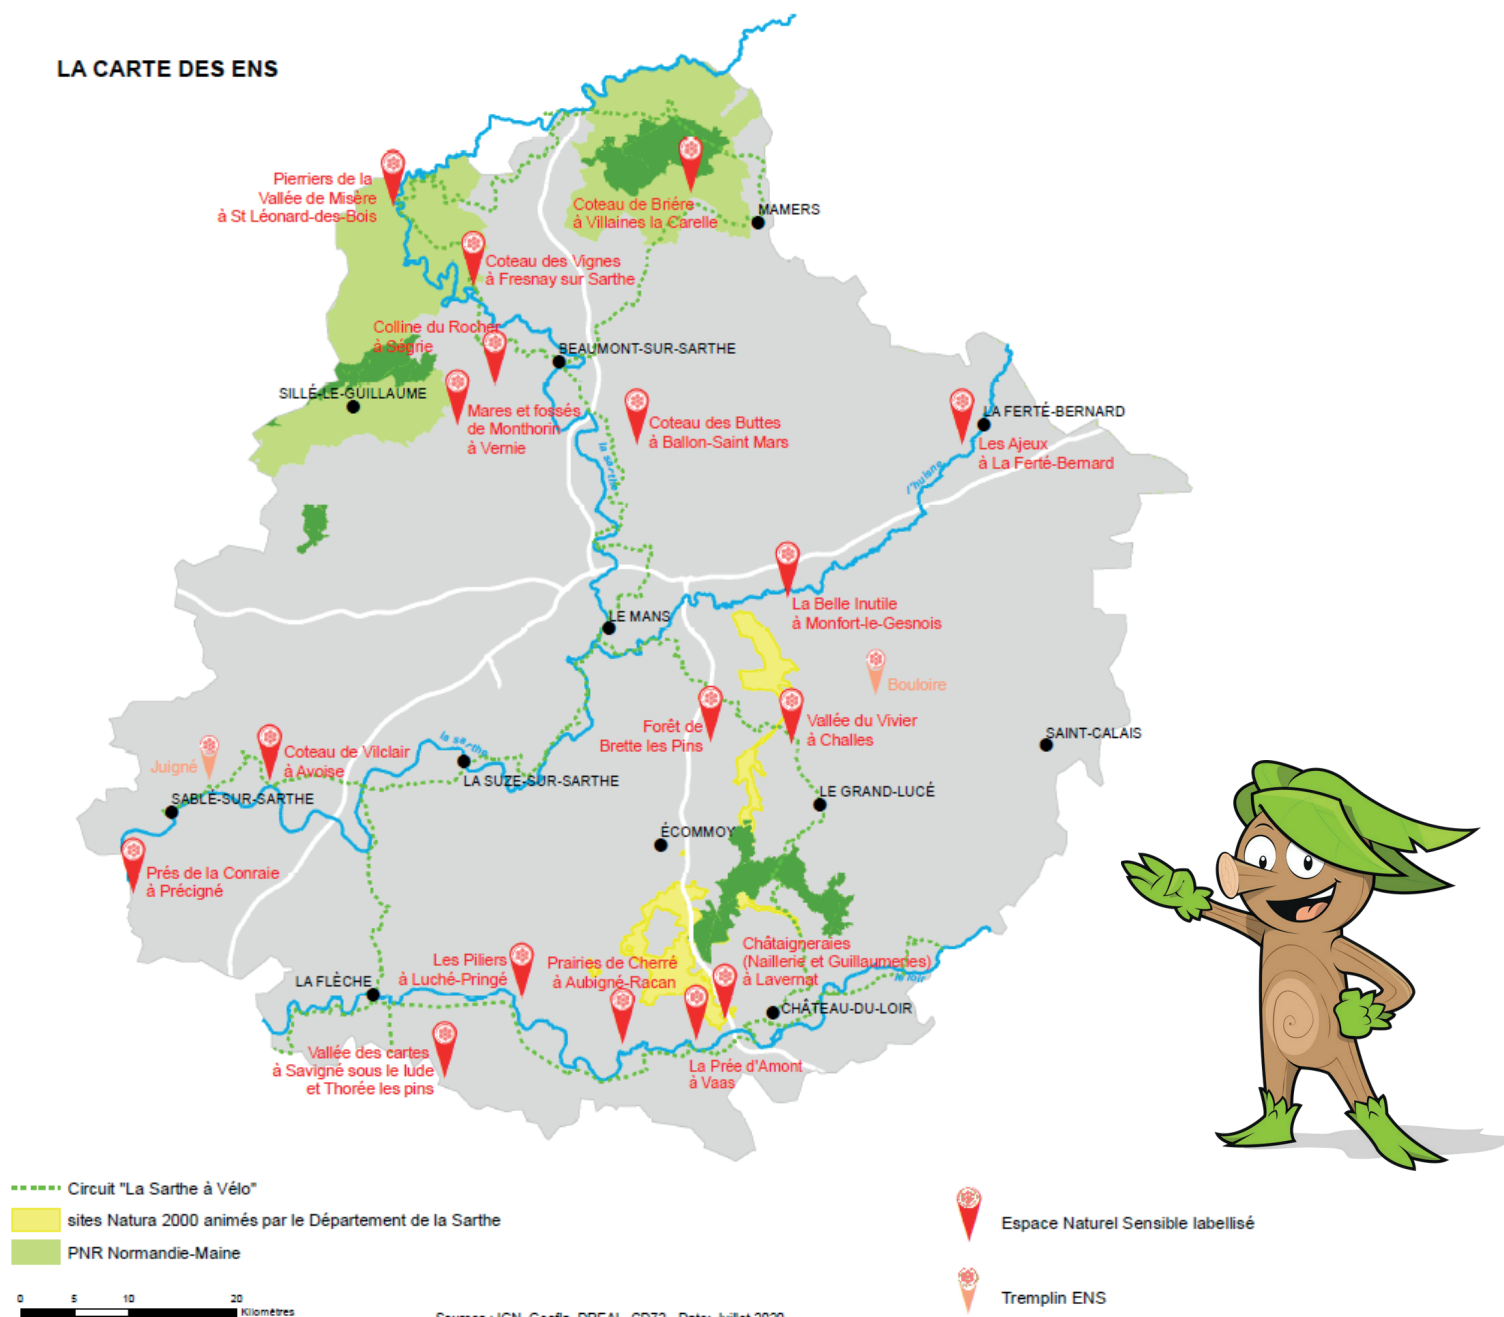 LA CARTE DES ENS
Pierriers de la
Vallée de Misère
à St Léonard-des-Bois
Coteau de Briére
à Villaines la Carelle
MAMERS
Coteau des Vignes
à Fresnay sur Sarthe
Colline du Rocher
à Ségrie
BEAUMONT-SUR-SARTHE
SILLÉ-LE-GUILLAUME
Mares et fossés
de Monthorin
à Vernie
Coteau des Buttes
à Ballon-Saint Mars
LA FERTÉ-BERNARD
Les Ajeux
à La Ferté-Bernard
la sarthe
l'huisne
La Belle Inutile
à Monfort-le-Gesnois
LE MANS
Bouloire
Forêt de
Brette les Pins
Vallée du Vivier
à Challes
SAINT-CALAIS
Juigné
Coteau de Vilclair
à Avoise
la sarthe
LA SUZE-SUR-SARTHE
SABLÉ-SUR-SARTHE
LE GRAND-LUCÉ
ÉCOMMOY
Prés de la Conraie
à Précigné
Les Piliers
à Luché-Pringé
Prairies de Cherré
à Aubigné-Racan
Châtaigneraies
(Naillerie et Guillaumeries)
à Lavernat
le loir
LA FLÈCHE
CHÂTEAU-DU-LOIR
Vallée des cartes
à Savigné sous le lude
et Thorée les pins
La Prée d'Amont
à Vaas
Circuit "La Sarthe à Vélo"
sites Natura 2000 animés par le Département de la Sarthe
PNR Normandie-Maine
Espace Naturel Sensible labellisé
Tremplin ENS
0 5 10 20
Kilomètres